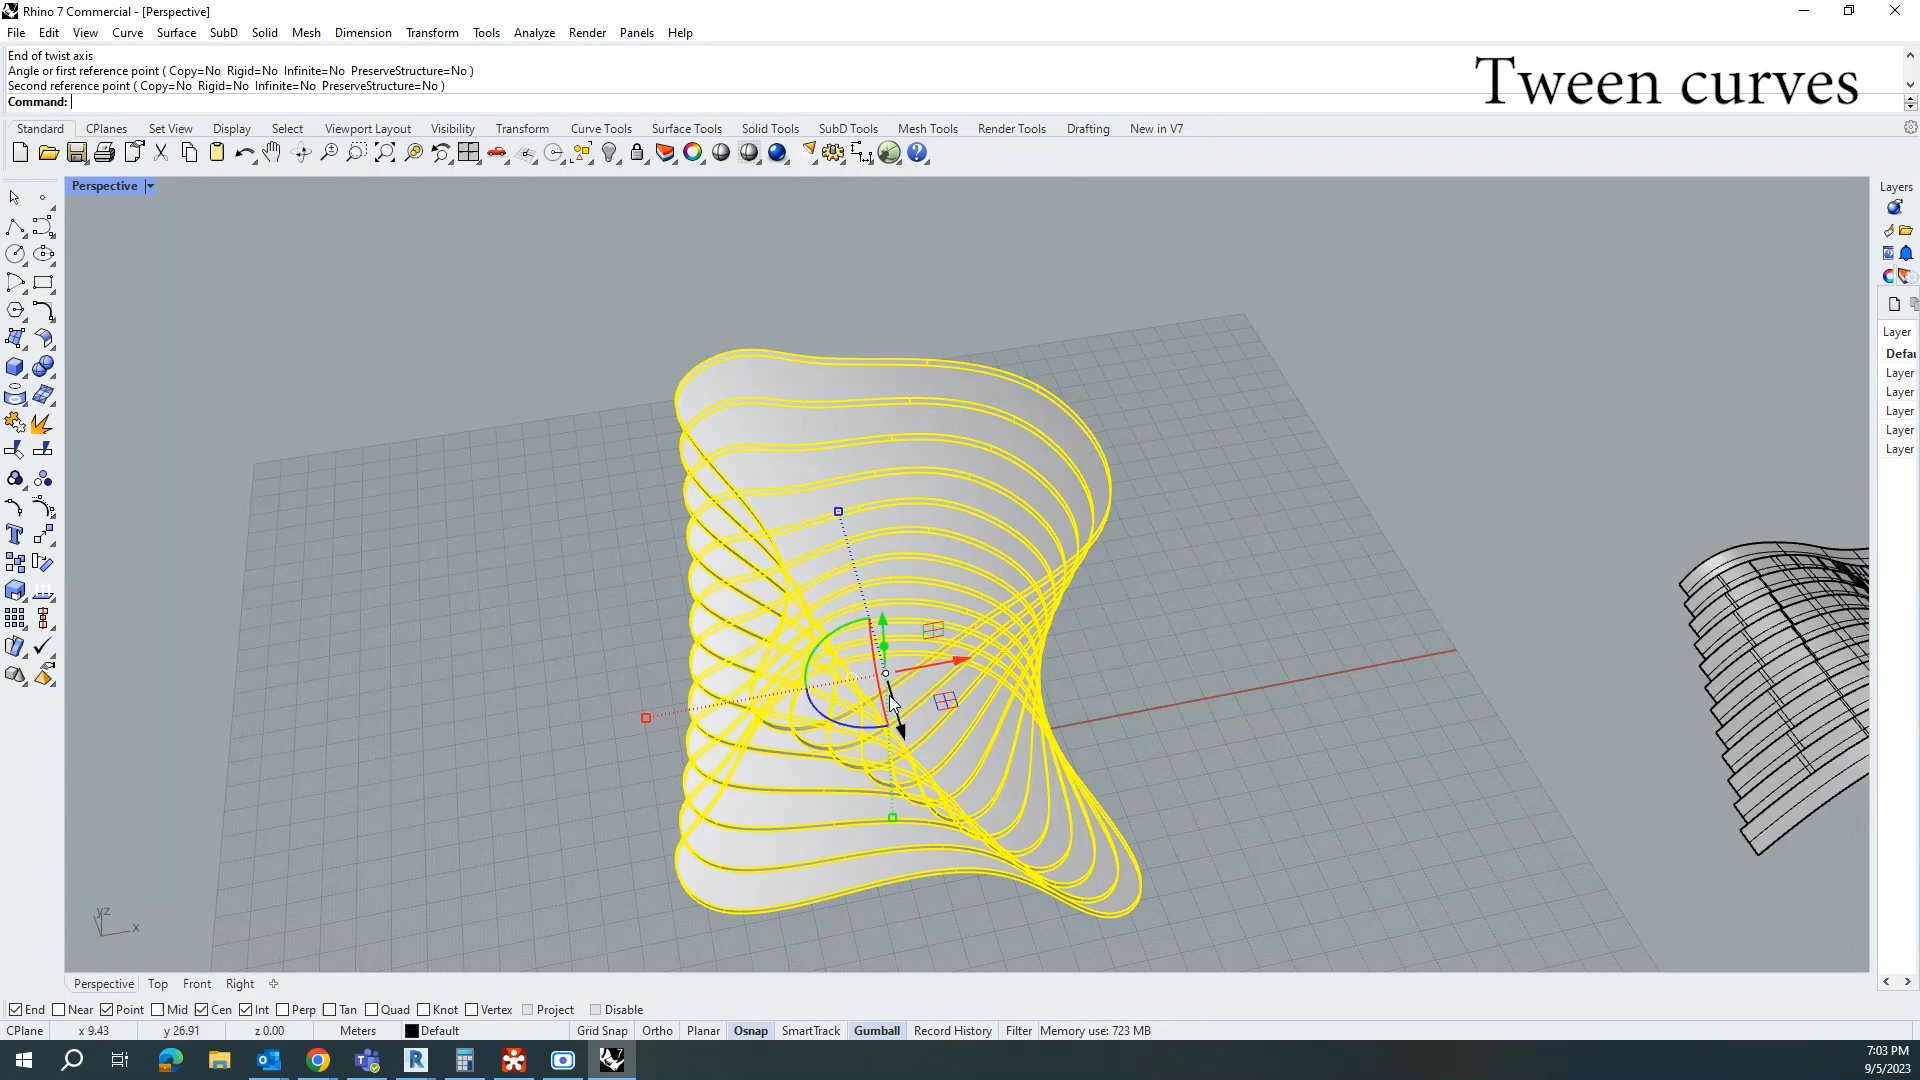 Rhino 7 Commercial - [Perspective]
File Edit View Curve Surface SubD Solid Mesh Dimension Transform Tools Analyze Render Panels Help
End of twist axis
Angle or first reference point ( Copy=No Rigid=No Infinite=No PreserveStructure=No )
Second reference point ( Copy=No Rigid=No Infinite=No PreserveStructure=No )
Command:
Tween curves
Standard CPlanes Set View Display Select Viewport Layout Visibility Transform Curve Tools Surface Tools Solid Tools SubD Tools Mesh Tools Render Tools Drafting New in V7
Perspective
Layers
Layer
Defau
Layer
Layer
Layer
Layer
Layer
yz
x
Perspective Top Front Right
End Near Point Mid Cen Int Perp Tan Quad Knot Vertex Project Disable
CPlane x 9.43 y 26.91 z 0.00 Meters Default Grid Snap Ortho Planar Osnap SmartTrack Gumball Record History Filter Memory use: 723 MB
7:03 PM
9/5/2023